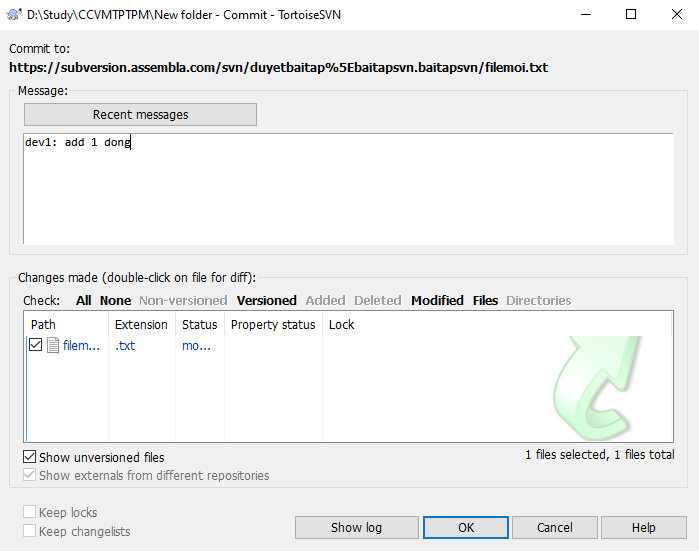 D:\Study\CCVMTPTPM\New folder - Commit - TortoiseSVN
Commit to:
https://subversion.assembla.com/svn/duyetbaitap%5Ebaitapsvn.baitapsvn/filemoi.txt
Message:
Recent messages
dev1: add 1 dong
Changes made (double-click on file for diff):
Check: All None Non-versioned Versioned Added Deleted Modified Files Directories
Path Extension Status Property status Lock
filem... .txt mo...
Show unversioned files 1 files selected, 1 files total
Show externals from different repositories
Keep locks
Keep changelists
Show log OK Cancel Help